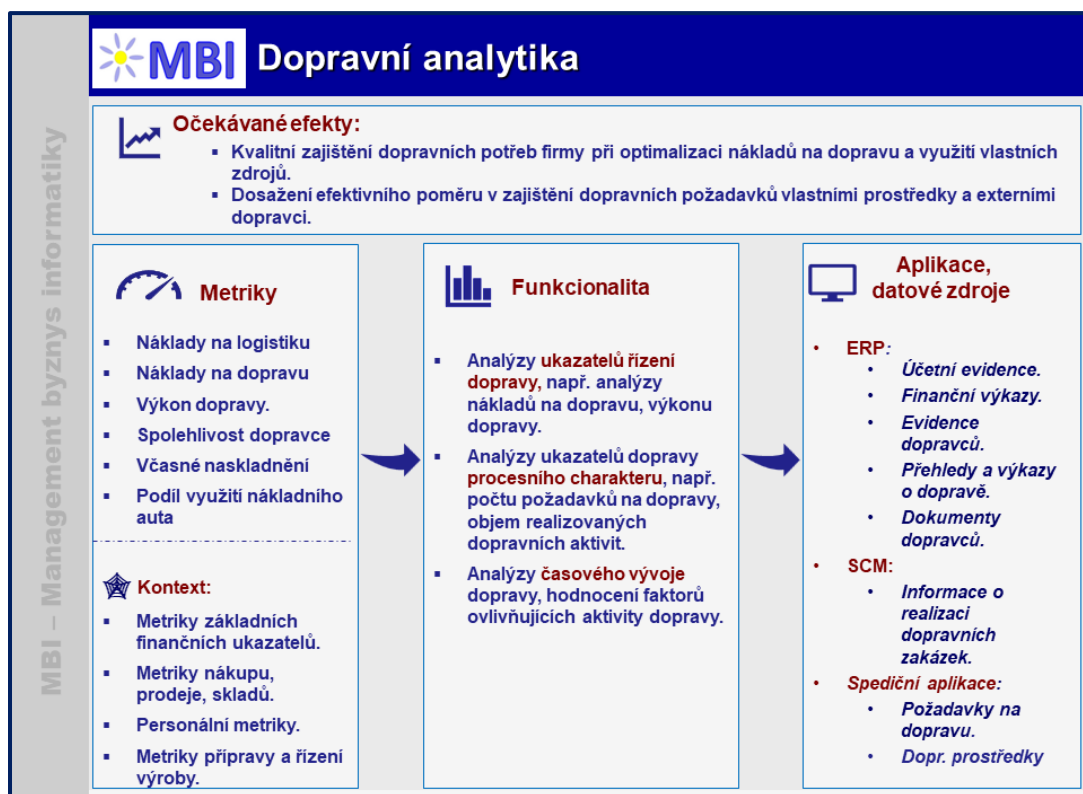 MBI – Management byznys informatiky
MBI
Dopravní analytika
Očekávané efekty:
▪ Kvalitní zajištění dopravních potřeb firmy při optimalizaci nákladů na dopravu a využití vlastních
zdrojů.
▪ Dosažení efektivního poměru v zajištění dopravních požadavků vlastními prostředky a externími
dopravci.
Metriky
▪ Náklady na logistiku
▪ Náklady na dopravu
▪ Výkon dopravy.
▪ Spolehlivost dopravce
▪ Včasné naskladnění
▪ Podíl využití nákladního
auta
Kontext:
▪ Metriky základních
finančních ukazatelů.
▪ Metriky nákupu,
prodeje, skladů.
▪ Personální metriky.
▪ Metriky přípravy a řízení
výroby.
Funkcionalita
▪ Analýzy ukazatelů řízení
dopravy, např. analýzy
nákladů na dopravu, výkonu
dopravy.
▪ Analýzy ukazatelů dopravy
procesního charakteru, např.
počtu požadavků na dopravy,
objem realizovaných
dopravních aktivit.
▪ Analýzy časového vývoje
dopravy, hodnocení faktorů
ovlivňujících aktivity dopravy.
Aplikace,
datové zdroje
• ERP:
• Účetní evidence.
• Finanční výkazy.
• Evidence
dopravců.
• Přehledy a výkazy
o dopravě.
• Dokumenty
dopravců.
• SCM:
• Informace o
realizaci
dopravních
zakázek.
• Spediční aplikace:
• Požadavky na
dopravu.
• Dopr. prostředky